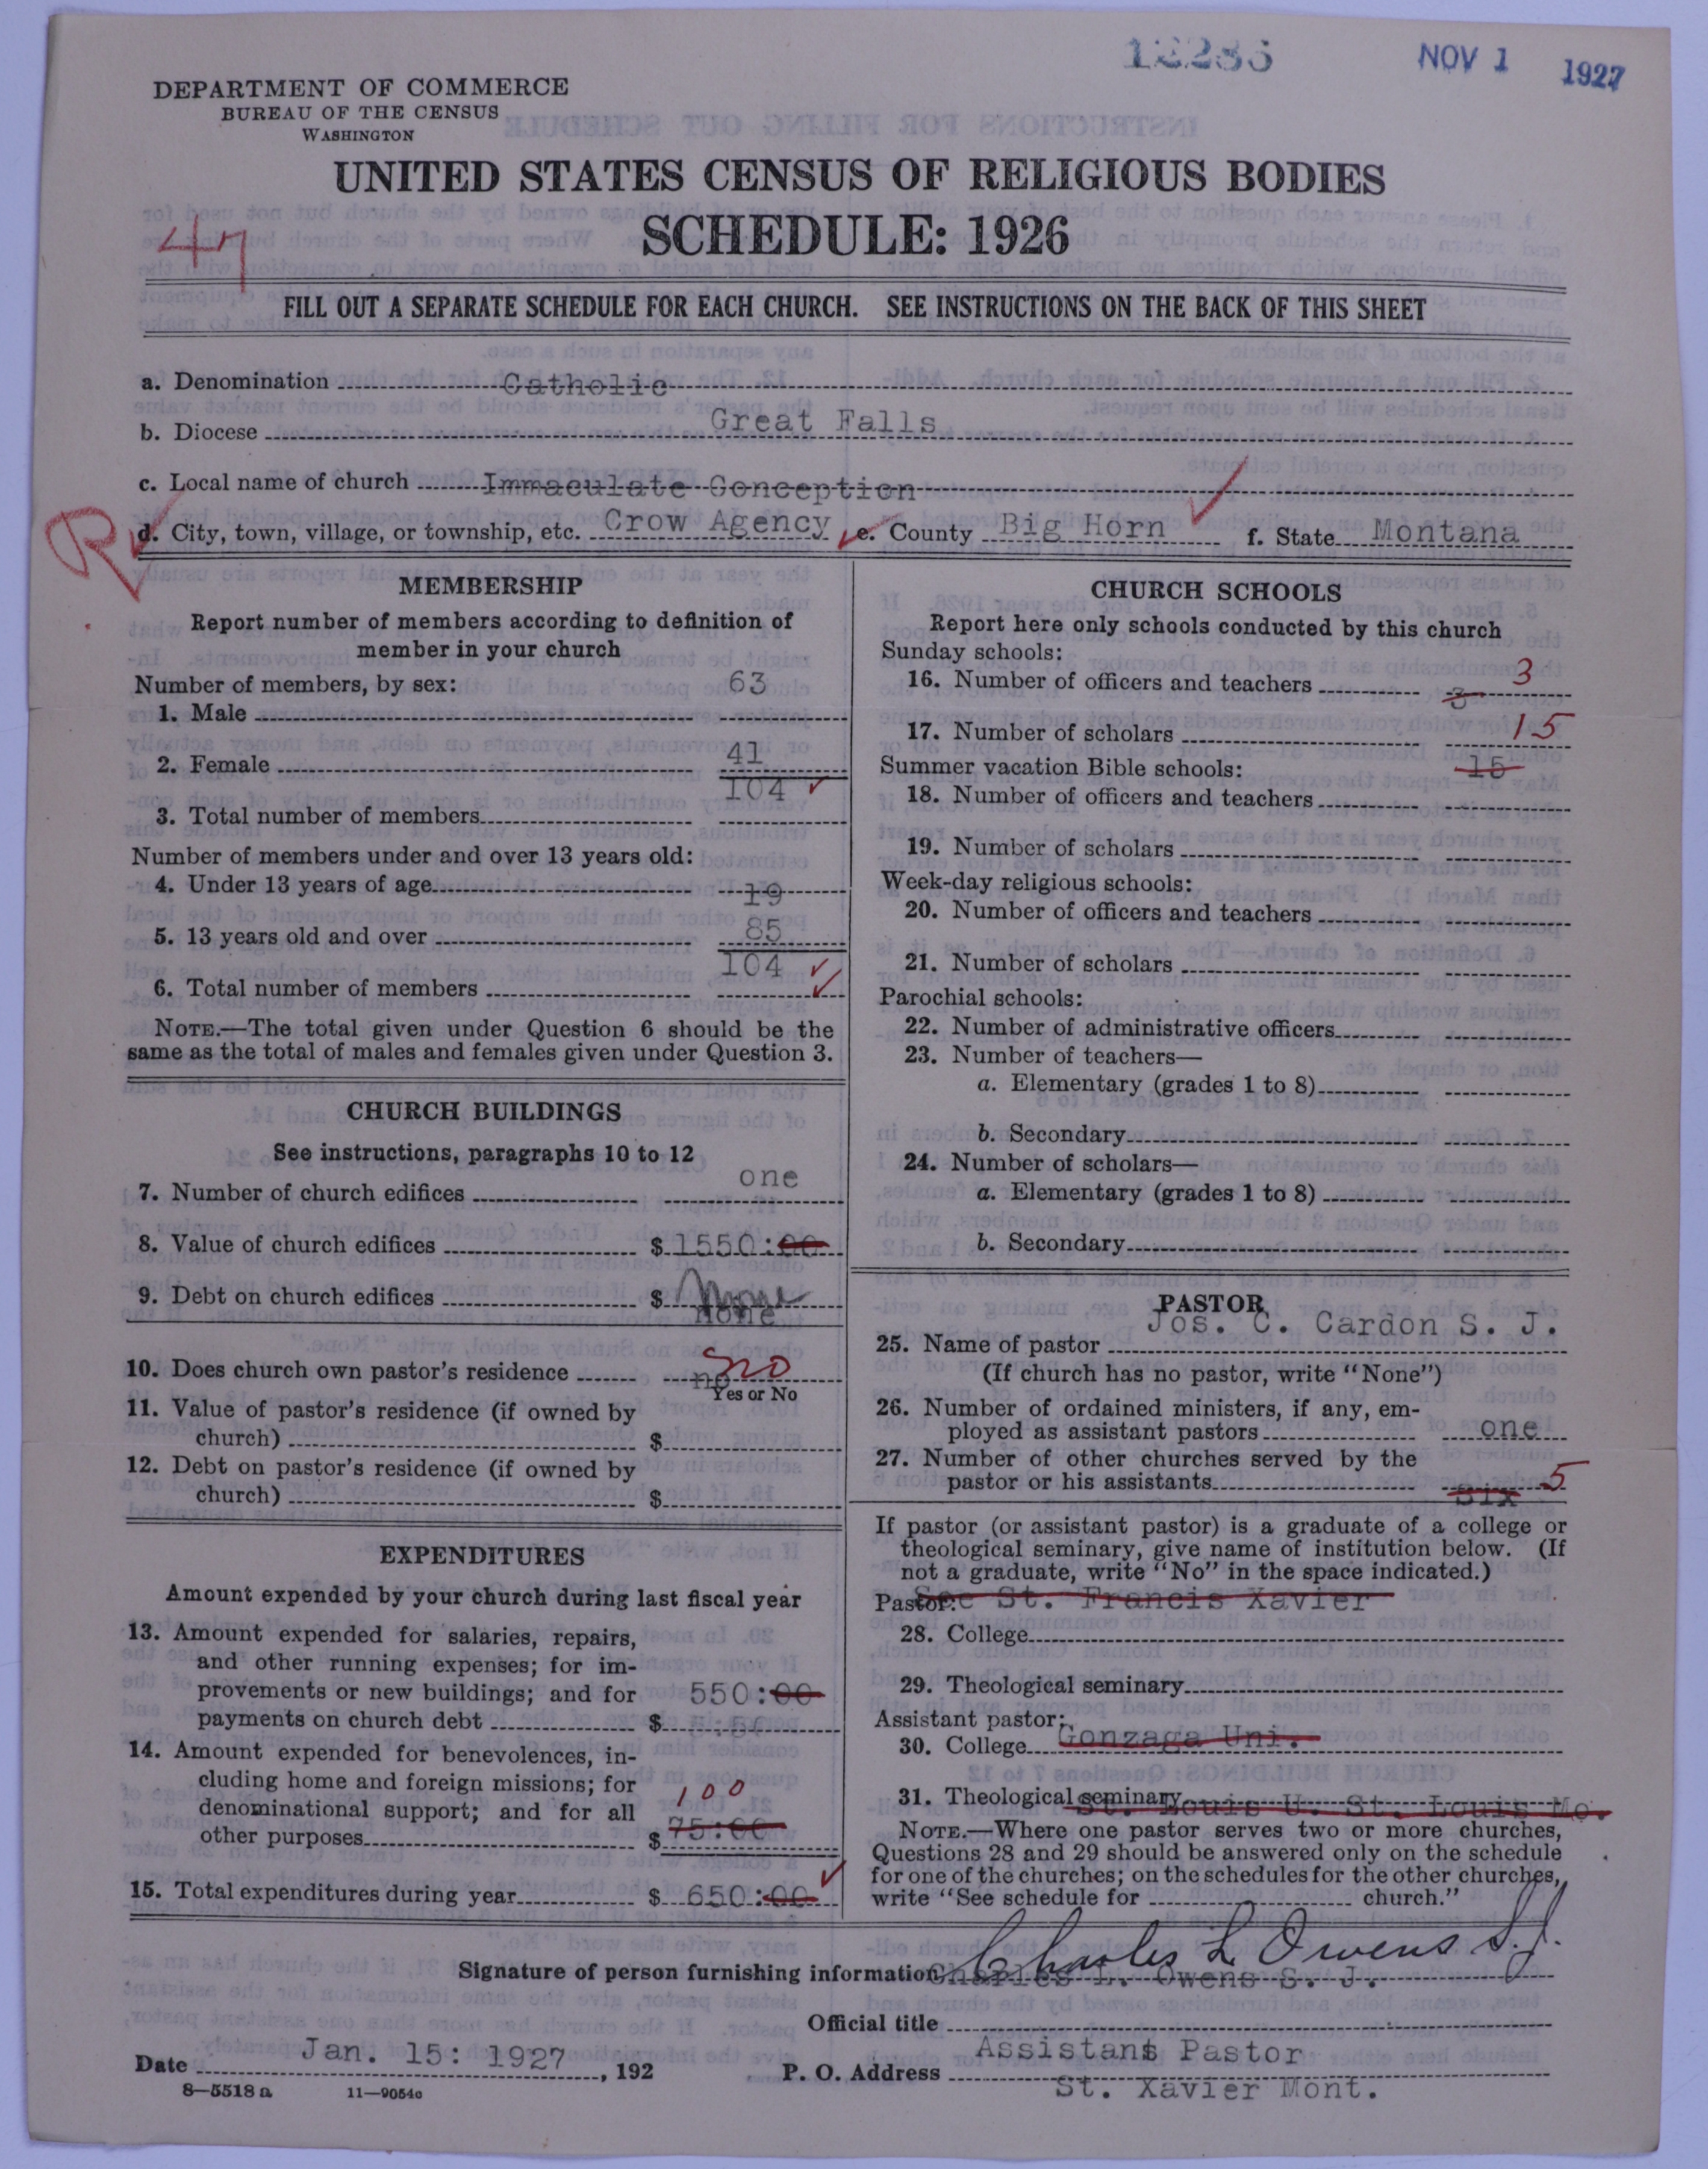 12286 NOV 1 1927
DEPARTMENT OF COMMERCE
BUREAU OF THE CENSUS
WASHINGTON
UNITED STATES CENSUS OF RELIGIOUS BODIES
47
SCHEDULE: 1926
FILL OUT A SEPARATE SCHEDULE FOR EACH CHURCH. SEE INSTRUCTIONS ON THE BACK OF THIS SHEET
a. Denomination Catholic
b. Diocese Great Falls
c. Local name of church Immaculate Conception
R
d. City, town, village, or township, etc. Crow Agency e. County Big Horn f. State Montana
MEMBERSHIP
Report number of members according to definition of
member in your church
Number of members, by sex:
1. Male 63
2. Female 41
3. Total number of members 104
Number of members under and over 13 years old:
4. Under 13 years of age 19
5. 13 years old and over 85
6. Total number of members 104
NOTE.—The total given under Question 6 should be the
same as the total of males and females given under Question 3.
CHURCH BUILDINGS
See instructions, paragraphs 10 to 12
7. Number of church edifices one
8. Value of church edifices $ 1550:00
9. Debt on church edifices $ None none
10. Does church own pastor's residence no No
Yes or No
11. Value of pastor's residence (if owned by
church) $
12. Debt on pastor's residence (if owned by
church) $
EXPENDITURES
Amount expended by your church during last fiscal year
13. Amount expended for salaries, repairs,
and other running expenses; for im-
provements or new buildings; and for 550:00
payments on church debt $
14. Amount expended for benevolences, in-
cluding home and foreign missions; for
denominational support; and for all 100
other purposes $ 75:00
15. Total expenditures during year $ 650:00
CHURCH SCHOOLS
Report here only schools conducted by this church
Sunday schools:
16. Number of officers and teachers 3 3
17. Number of scholars 15
Summer vacation Bible schools: 15
18. Number of officers and teachers
19. Number of scholars
Week-day religious schools:
20. Number of officers and teachers
21. Number of scholars
Parochial schools:
22. Number of administrative officers
23. Number of teachers—
a. Elementary (grades 1 to 8)
b. Secondary
24. Number of scholars—
a. Elementary (grades 1 to 8)
b. Secondary
PASTOR
25. Name of pastor Jos. C. Cardon S. J.
(If church has no pastor, write "None")
26. Number of ordained ministers, if any, em-
ployed as assistant pastors one
27. Number of other churches served by the
pastor or his assistants six 5
If pastor (or assistant pastor) is a graduate of a college or
theological seminary, give name of institution below. (If
not a graduate, write "No" in the space indicated.)
Pastor: See St. Francis Xavier
28. College
29. Theological seminary
Assistant pastor:
30. College Gonzaga Uni.
31. Theological seminary St. Louis U. St. Louis Mo.
NOTE.—Where one pastor serves two or more churches,
Questions 28 and 29 should be answered only on the schedule
for one of the churches; on the schedules for the other churches,
write "See schedule for church."
Charles L Owens S.J.
Signature of person furnishing information Charles L. Owens S. J.
Official title
Assistant Pastor
Date Jan. 15: 1927, 192
P. O. Address
St. Xavier Mont.
8—5518 a 11—9054c